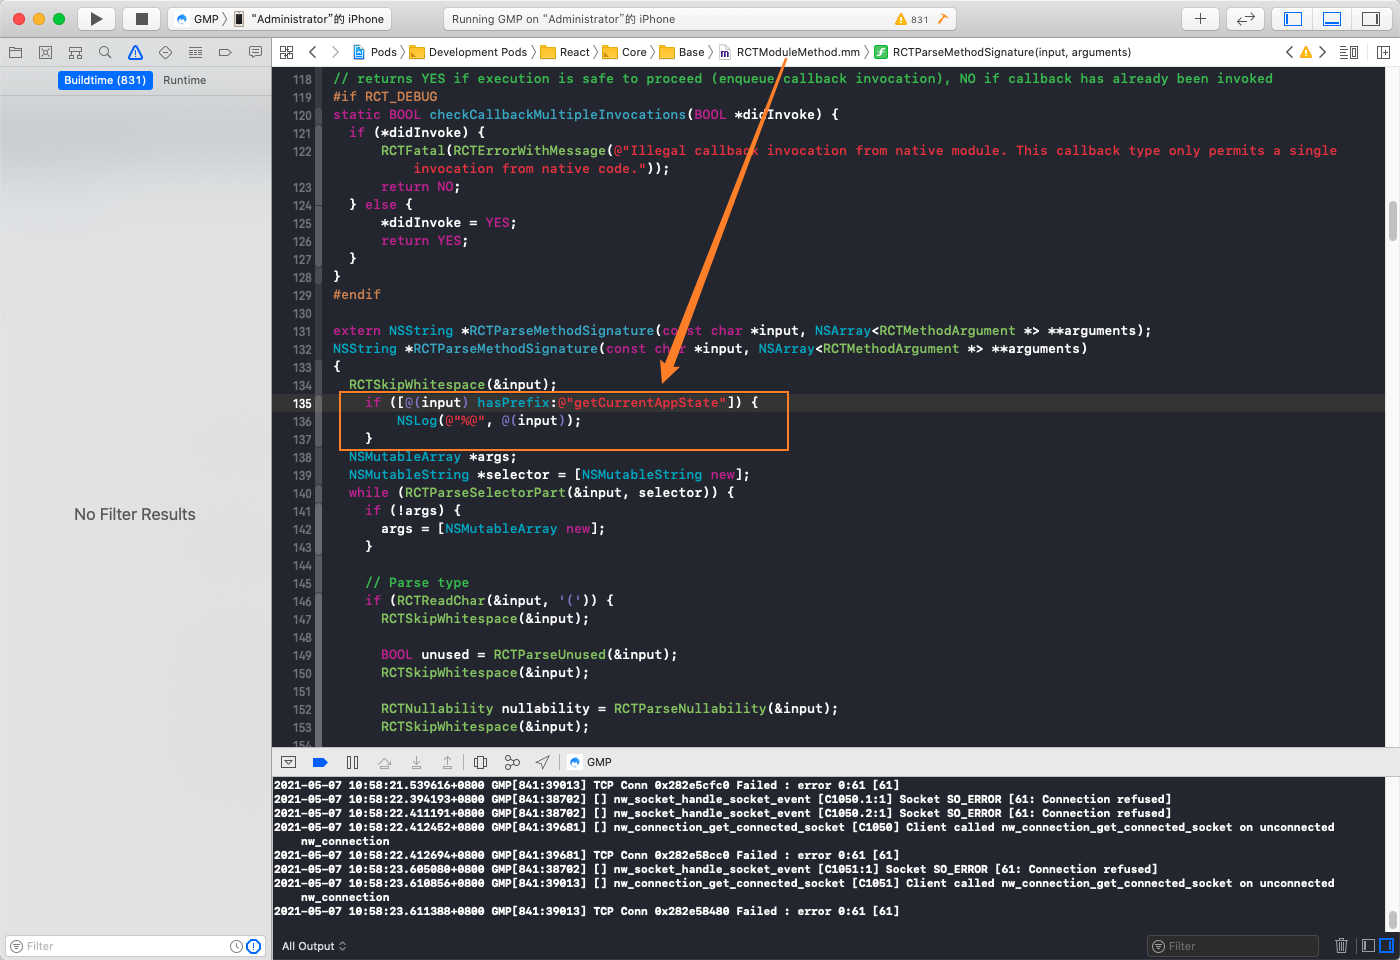 GMP 〉 “Administrator”的 iPhone
Running GMP on “Administrator”的 iPhone
831
Pods 〉 Development Pods 〉 React 〉 Core 〉 Base 〉 RCTModuleMethod.mm 〉 RCTParseMethodSignature(input, arguments)
Buildtime (831) Runtime
No Filter Results
Filter
118 // returns YES if execution is safe to proceed (enqueue callback invocation), NO if callback has already been invoked
119 #if RCT_DEBUG
120 static BOOL checkCallbackMultipleInvocations(BOOL *didInvoke) {
121 if (*didInvoke) {
122 RCTFatal(RCTErrorWithMessage(@"Illegal callback invocation from native module. This callback type only permits a single
invocation from native code."));
123 return NO;
124 } else {
125 *didInvoke = YES;
126 return YES;
127 }
128 }
129 #endif
130
131 extern NSString *RCTParseMethodSignature(const char *input, NSArray<RCTMethodArgument *> **arguments);
132 NSString *RCTParseMethodSignature(const char *input, NSArray<RCTMethodArgument *> **arguments)
133 {
134 RCTSkipWhitespace(&input);
135 if ([@(input) hasPrefix:@"getCurrentAppState"]) {
136 NSLog(@"%@", @(input));
137 }
138 NSMutableArray *args;
139 NSMutableString *selector = [NSMutableString new];
140 while (RCTParseSelectorPart(&input, selector)) {
141 if (!args) {
142 args = [NSMutableArray new];
143 }
144
145 // Parse type
146 if (RCTReadChar(&input, '(')) {
147 RCTSkipWhitespace(&input);
148
149 BOOL unused = RCTParseUnused(&input);
150 RCTSkipWhitespace(&input);
151
152 RCTNullability nullability = RCTParseNullability(&input);
153 RCTSkipWhitespace(&input);
154
GMP
2021-05-07 10:58:21.539616+0800 GMP[841:39013] TCP Conn 0x282e5cfc0 Failed : error 0:61 [61]
2021-05-07 10:58:22.394193+0800 GMP[841:38702] [] nw_socket_handle_socket_event [C1050.1:1] Socket SO_ERROR [61: Connection refused]
2021-05-07 10:58:22.411191+0800 GMP[841:38702] [] nw_socket_handle_socket_event [C1050.2:1] Socket SO_ERROR [61: Connection refused]
2021-05-07 10:58:22.412452+0800 GMP[841:39681] [] nw_connection_get_connected_socket [C1050] Client called nw_connection_get_connected_socket on unconnected
nw_connection
2021-05-07 10:58:22.412694+0800 GMP[841:39681] TCP Conn 0x282e58cc0 Failed : error 0:61 [61]
2021-05-07 10:58:23.605080+0800 GMP[841:38702] [] nw_socket_handle_socket_event [C1051:1] Socket SO_ERROR [61: Connection refused]
2021-05-07 10:58:23.610856+0800 GMP[841:39013] [] nw_connection_get_connected_socket [C1051] Client called nw_connection_get_connected_socket on unconnected
nw_connection
2021-05-07 10:58:23.611388+0800 GMP[841:39013] TCP Conn 0x282e58480 Failed : error 0:61 [61]
All Output
Filter